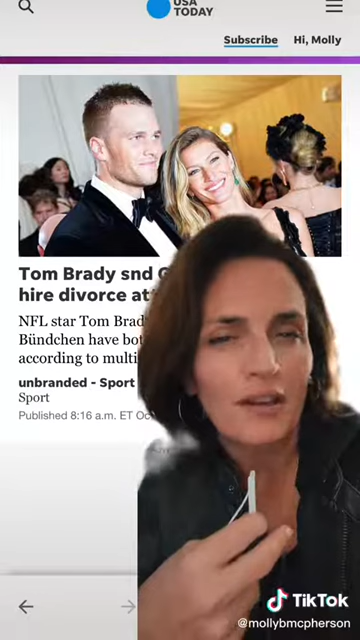 USA
TODAY
Subscribe Hi, Molly
Tom Brady snd G
hire divorce at
NFL star Tom Brad
Bündchen have bot
according to multi
unbranded - Sport
Sport
Published 8:16 a.m. ET Oc
TikTok
@mollybmcpherson